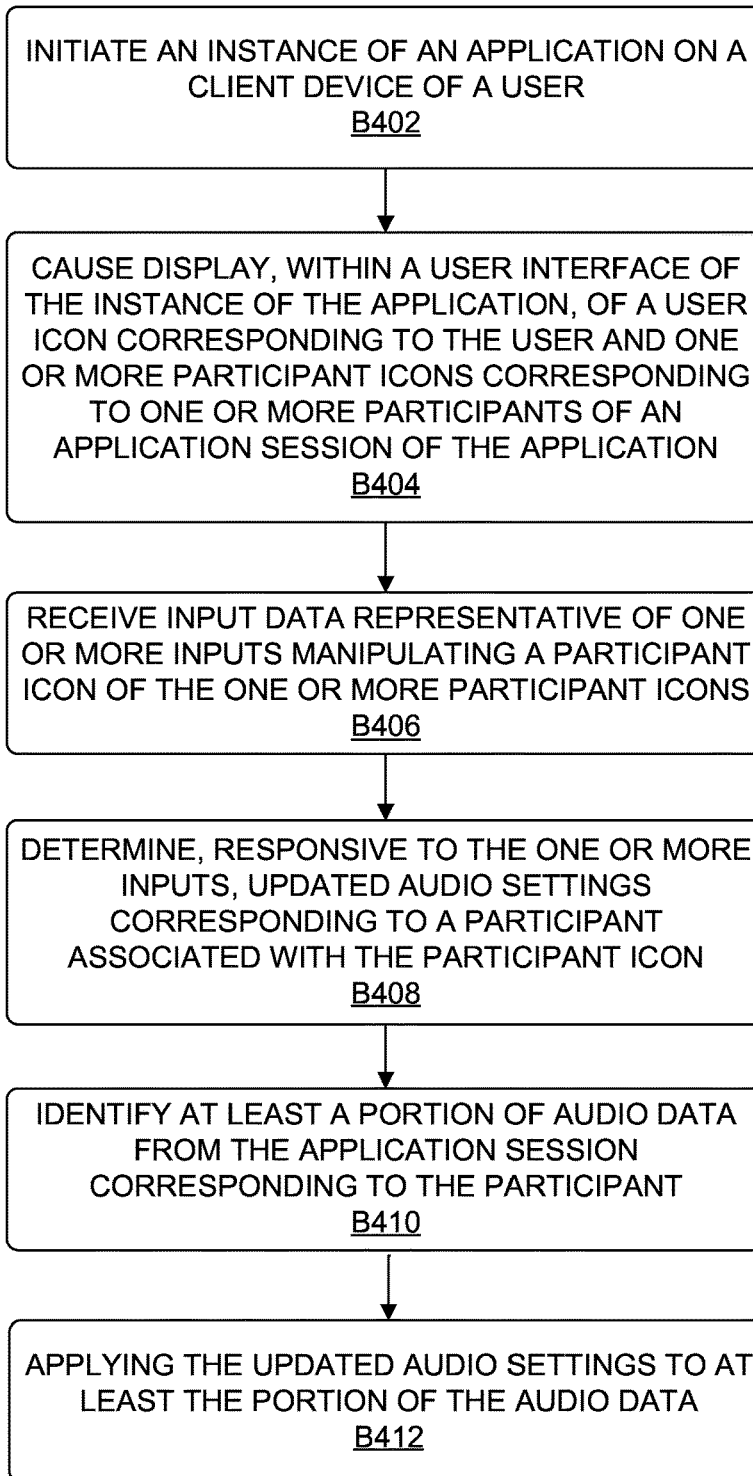 INITIATE AN INSTANCE OF AN APPLICATION ON A
CLIENT DEVICE OF A USER
B402
CAUSE DISPLAY, WITHIN A USER INTERFACE OF
THE INSTANCE OF THE APPLICATION, OF A USER
ICON CORRESPONDING TO THE USER AND ONE
OR MORE PARTICIPANT ICONS CORRESPONDING
TO ONE OR MORE PARTICIPANTS OF AN
APPLICATION SESSION OF THE APPLICATION
B404
RECEIVE INPUT DATA REPRESENTATIVE OF ONE
OR MORE INPUTS MANIPULATING A PARTICIPANT
ICON OF THE ONE OR MORE PARTICIPANT ICONS
B406
DETERMINE, RESPONSIVE TO THE ONE OR MORE
INPUTS, UPDATED AUDIO SETTINGS
CORRESPONDING TO A PARTICIPANT
ASSOCIATED WITH THE PARTICIPANT ICON
B408
IDENTIFY AT LEAST A PORTION OF AUDIO DATA
FROM THE APPLICATION SESSION
CORRESPONDING TO THE PARTICIPANT
B410
APPLYING THE UPDATED AUDIO SETTINGS TO AT
LEAST THE PORTION OF THE AUDIO DATA
B412